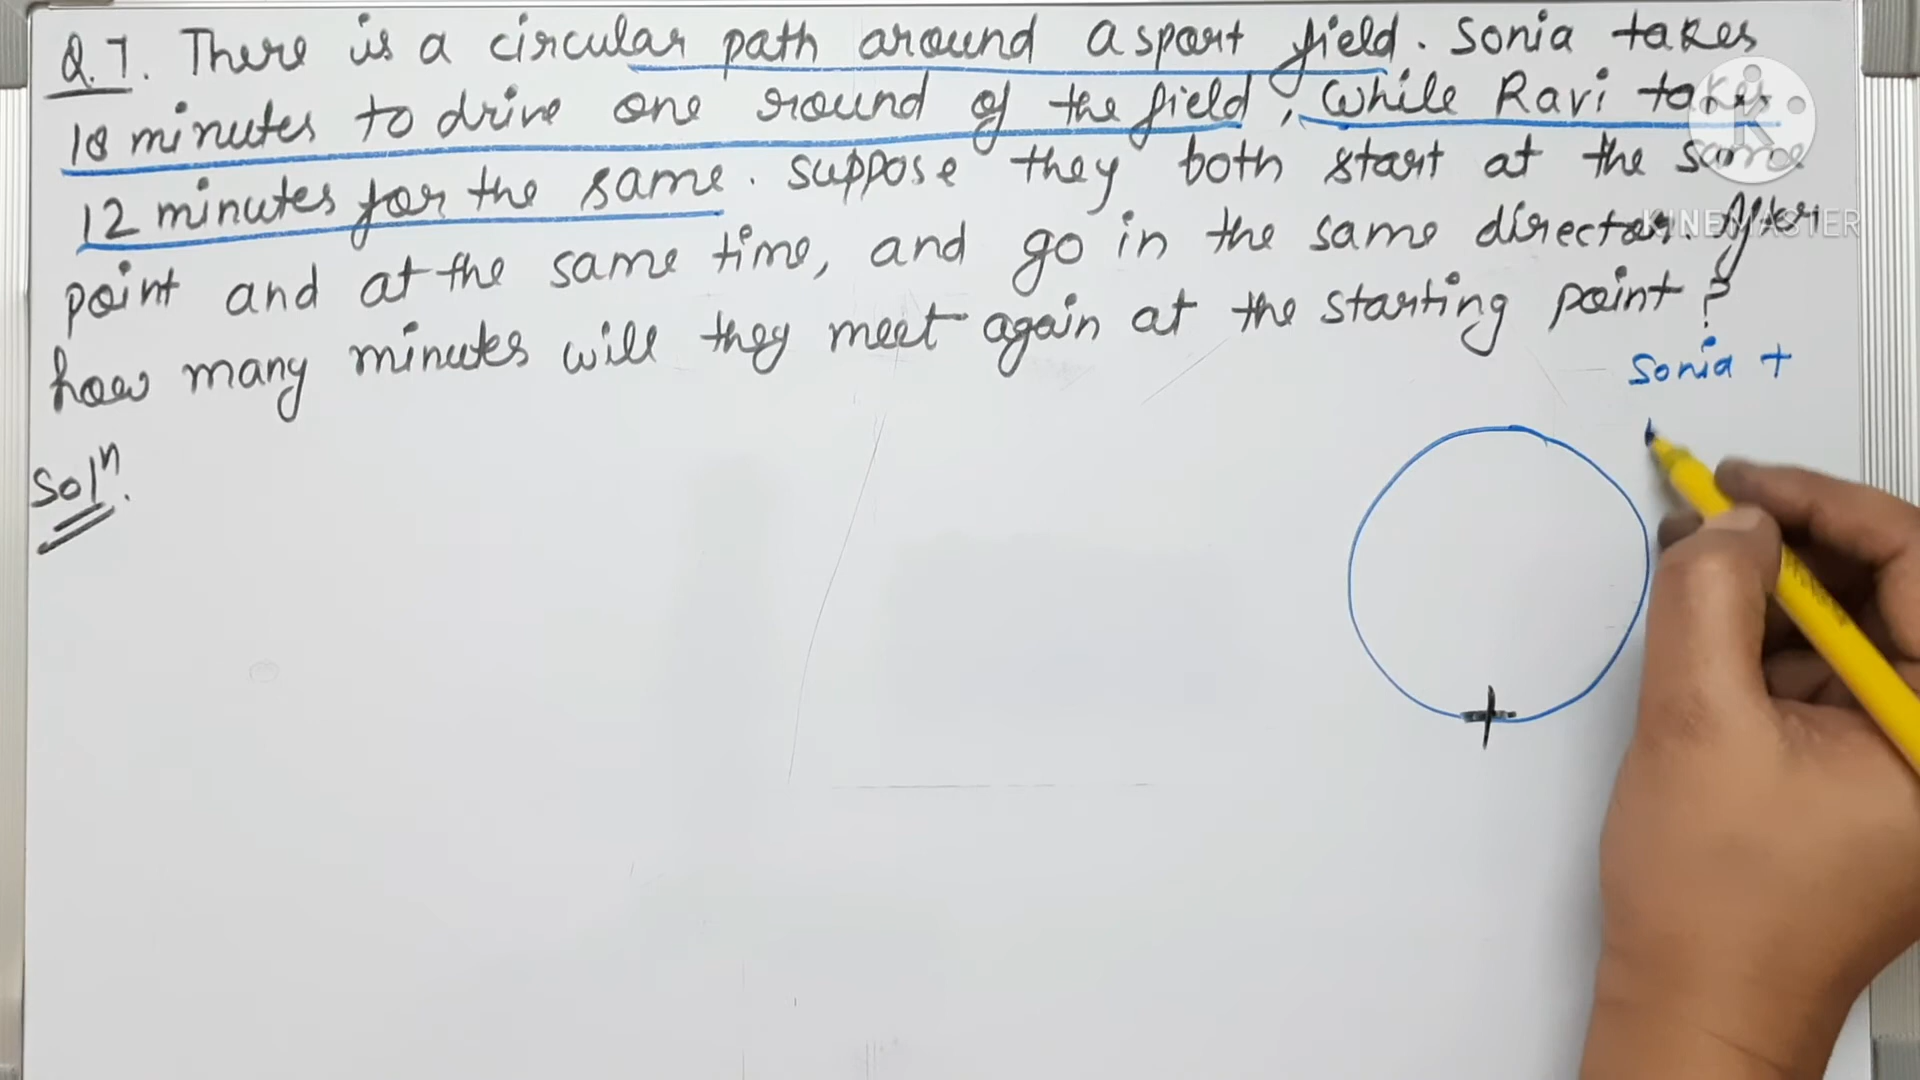 Q.7. There is a circular path around a sport field. Sonia takes
18 minutes to drive one round of the field, while Ravi takes
12 minutes for the same. suppose they both start at the same
point and at the same time, and go in the same direction. After
how many minutes will they meet again at the starting point?
Sonia +
Solⁿ.
K
KINEMASTER